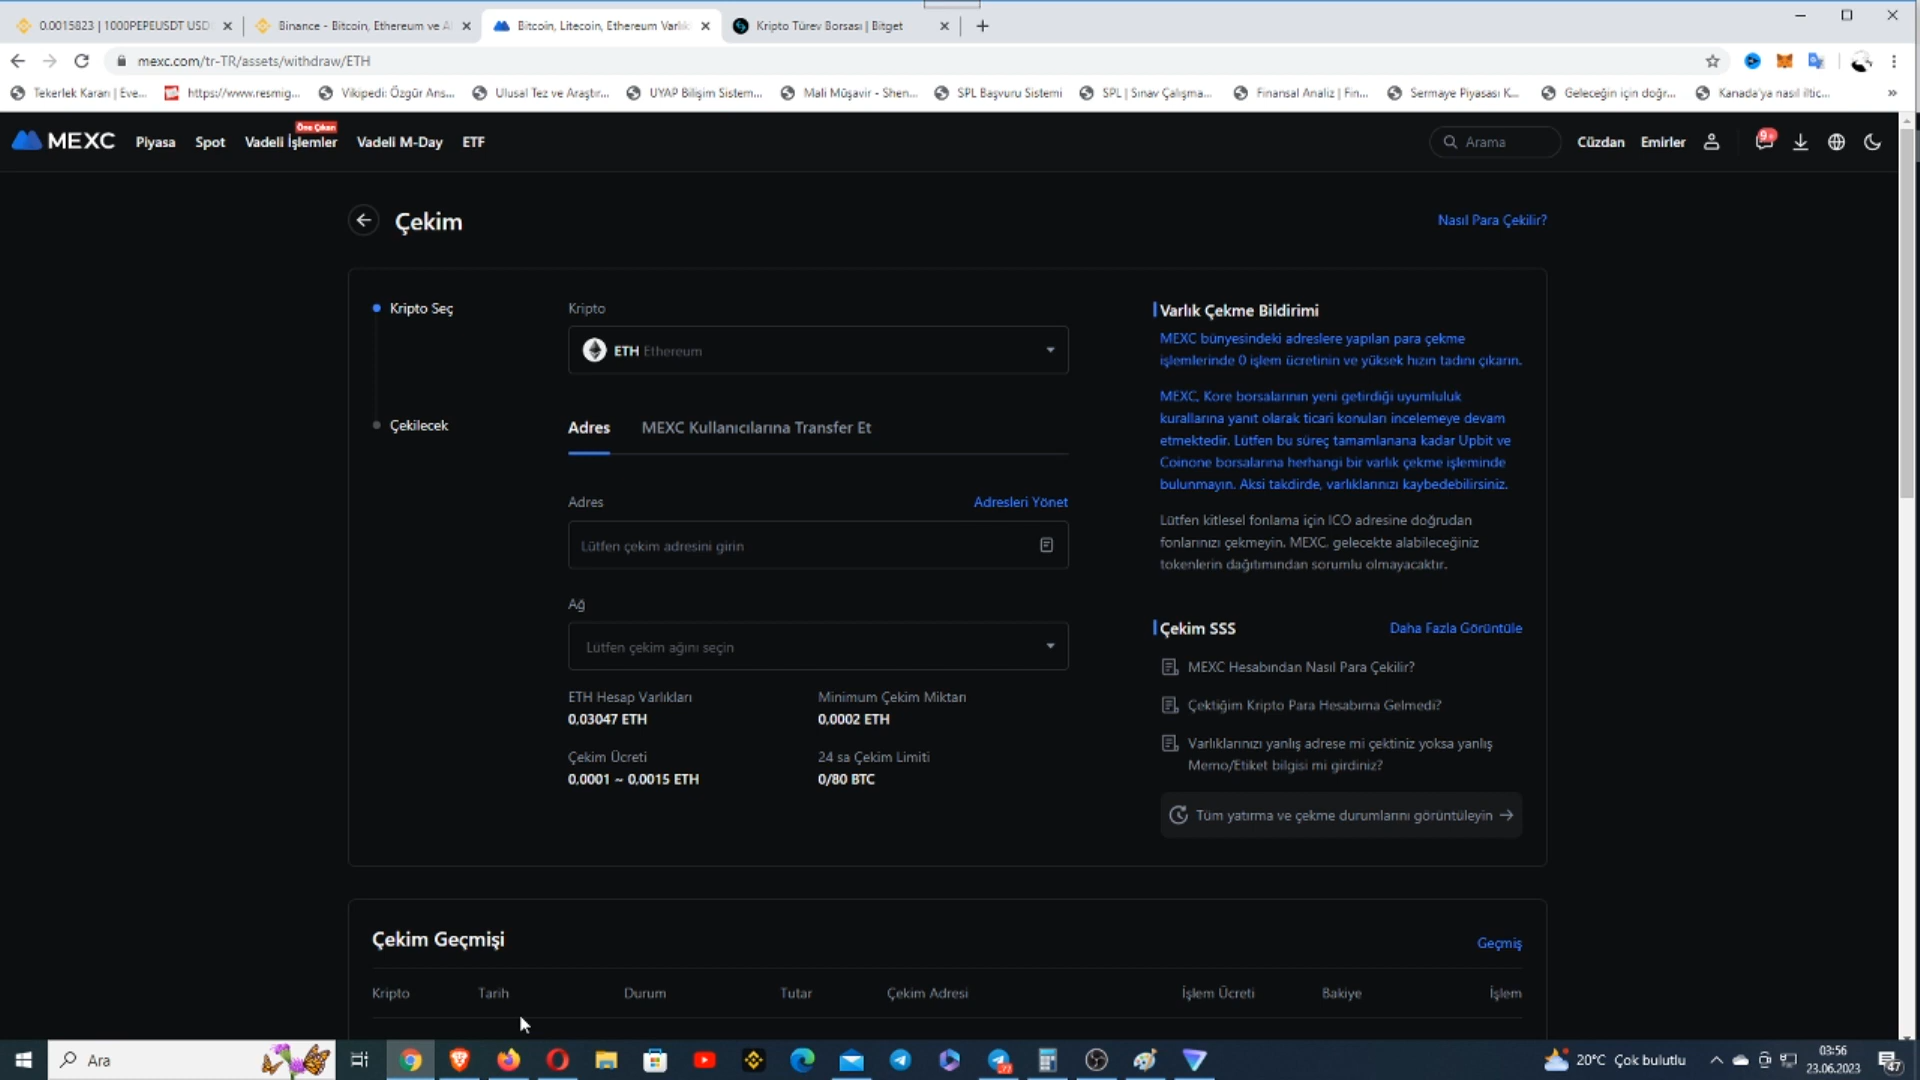 0.0015823 | 1000PEPEUSDT USD
Binance - Bitcoin, Ethereum ve Al
Bitcoin, Litecoin, Ethereum Varlık
Kripto Türev Borsası | Bitget
mexc.com/tr-TR/assets/withdraw/ETH
Tekerlek Kararı | Eve...
https://www.resmig...
Vikipedi: Özgür Ans...
Ulusal Tez ve Araştır...
UYAP Bilişim Sistem...
Mali Müşavir - Shen...
SPL Başvuru Sistemi
SPL | Sınav Çalışma...
Finansal Analiz | Fin...
Sermaye Piyasası K...
Geleceğin için doğr...
Kanada'ya nasıl iltic...
»
MEXC
Piyasa
Spot
Vadeli İşlemler
Öne Çıkan
Vadeli M-Day
ETF
Arama
Cüzdan
Emirler
9+
Çekim
Nasıl Para Çekilir?
Kripto Seç
Kripto
ETH Ethereum
Çekilecek
Adres
MEXC Kullanıcılarına Transfer Et
Adres
Adresleri Yönet
Lütfen çekim adresini girin
Ağ
Lütfen çekim ağını seçin
ETH Hesap Varlıkları
0,03047 ETH
Minimum Çekim Miktarı
0,0002 ETH
Çekim Ücreti
0,0001 ~ 0,0015 ETH
24 sa Çekim Limiti
0/80 BTC
Varlık Çekme Bildirimi
MEXC bünyesindeki adreslere yapılan para çekme
işlemlerinde 0 işlem ücretinin ve yüksek hızın tadını çıkarın.
MEXC, Kore borsalarının yeni getirdiği uyumluluk
kurallarına yanıt olarak ticari konuları incelemeye devam
etmektedir. Lütfen bu süreç tamamlanana kadar Upbit ve
Coinone borsalarına herhangi bir varlık çekme işleminde
bulunmayın. Aksi takdirde, varlıklarınızı kaybedebilirsiniz.
Lütfen kitlesel fonlama için ICO adresine doğrudan
fonlarınızı çekmeyin. MEXC, gelecekte alabileceğiniz
tokenlerin dağıtımından sorumlu olmayacaktır.
Çekim SSS
Daha Fazla Görüntüle
MEXC Hesabından Nasıl Para Çekilir?
Çektiğim Kripto Para Hesabıma Gelmedi?
Varlıklarınızı yanlış adrese mi çektiniz yoksa yanlış
Memo/Etiket bilgisi mi girdiniz?
Tüm yatırma ve çekme durumlarını görüntüleyin
Çekim Geçmişi
Geçmiş
Kripto
Tarih
Durum
Tutar
Çekim Adresi
İşlem Ücreti
Bakiye
İşlem
Ara
20°C Çok bulutlu
03:56
23.06.2023
47